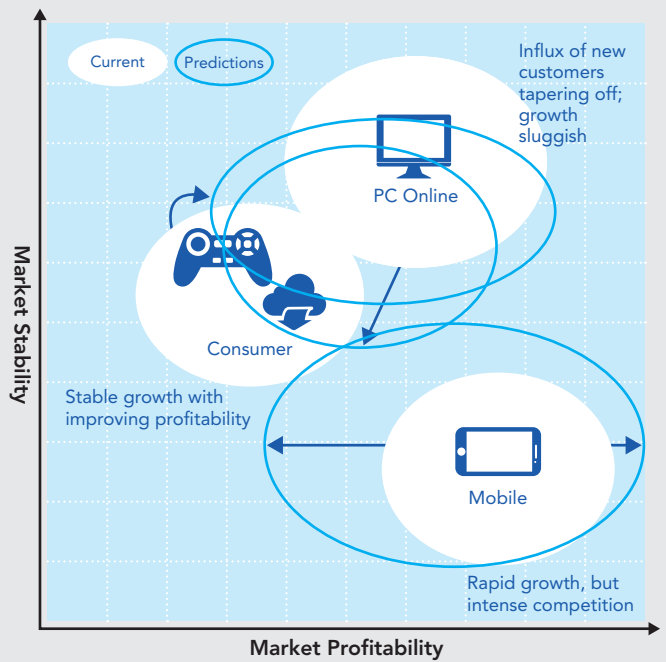 Current
Predictions
Influx of new
customers
tapering off;
growth
sluggish
PC Online
Consumer
Stable growth with
improving profitability
Mobile
Rapid growth, but
intense competition
Market Stability
Market Profitability